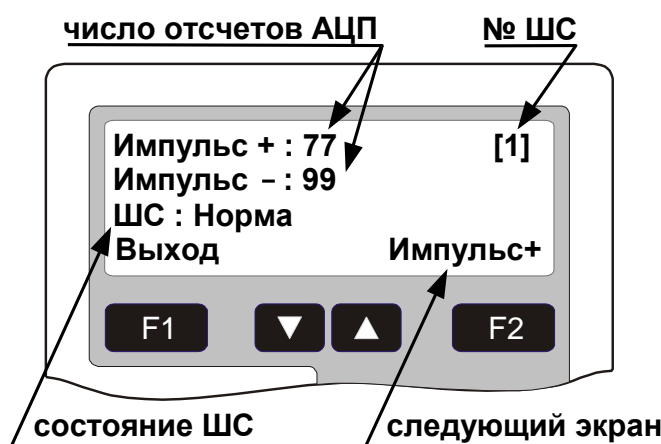 число отсчетов АЦП № ШС
Импульс + : 77 [1]
Импульс – : 99
ШС : Норма
Выход Импульс+
F1 ▼ ▲ F2
состояние ШС следующий экран